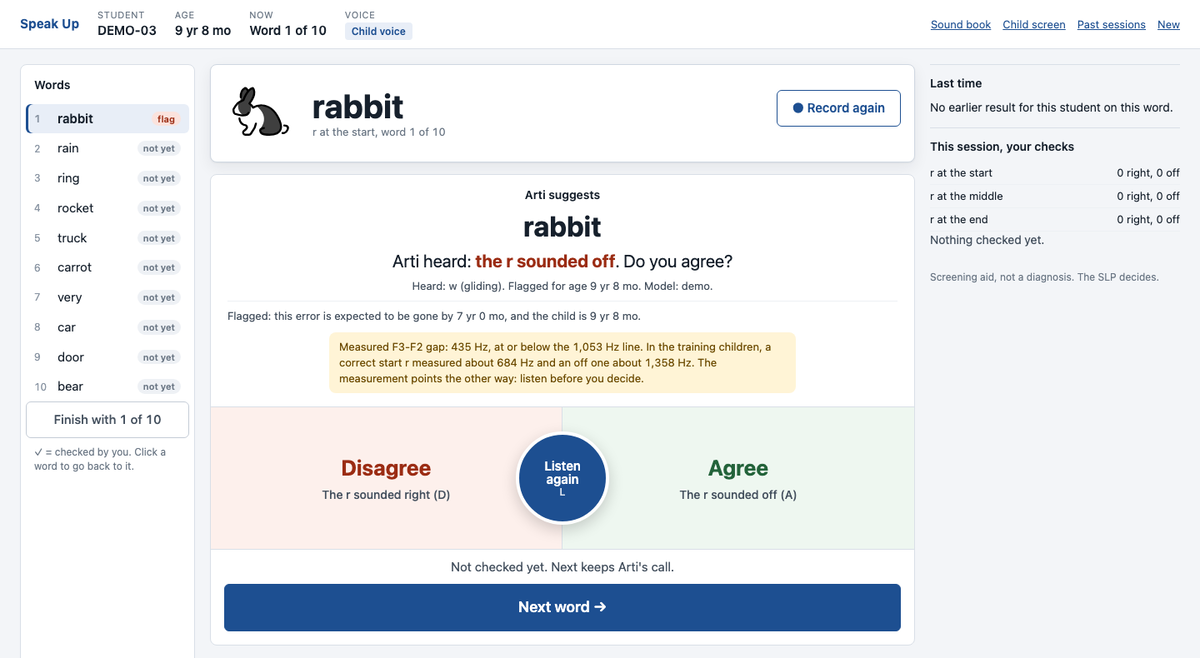 Speak Up
STUDENT
DEMO-03
AGE
9 yr 8 mo
NOW
Word 1 of 10
VOICE
Child voice
Sound book
Child screen
Past sessions
New
Words
1 rabbit flag
2 rain not yet
3 ring not yet
4 rocket not yet
5 truck not yet
6 carrot not yet
7 very not yet
8 car not yet
9 door not yet
10 bear not yet
Finish with 1 of 10
✓ = checked by you. Click a
word to go back to it.
rabbit
r at the start, word 1 of 10
Record again
Arti suggests
rabbit
Arti heard: the r sounded off. Do you agree?
Heard: w (gliding). Flagged for age 9 yr 8 mo. Model: demo.
Flagged: this error is expected to be gone by 7 yr 0 mo, and the child is 9 yr 8 mo.
Measured F3-F2 gap: 435 Hz, at or below the 1,053 Hz line. In the training children, a
correct start r measured about 684 Hz and an off one about 1,358 Hz. The
measurement points the other way: listen before you decide.
Disagree
The r sounded right (D)
Listen
again
L
Agree
The r sounded off (A)
Not checked yet. Next keeps Arti's call.
Next word →
Last time
No earlier result for this student on this word.
This session, your checks
r at the start 0 right, 0 off
r at the middle 0 right, 0 off
r at the end 0 right, 0 off
Nothing checked yet.
Screening aid, not a diagnosis. The SLP decides.